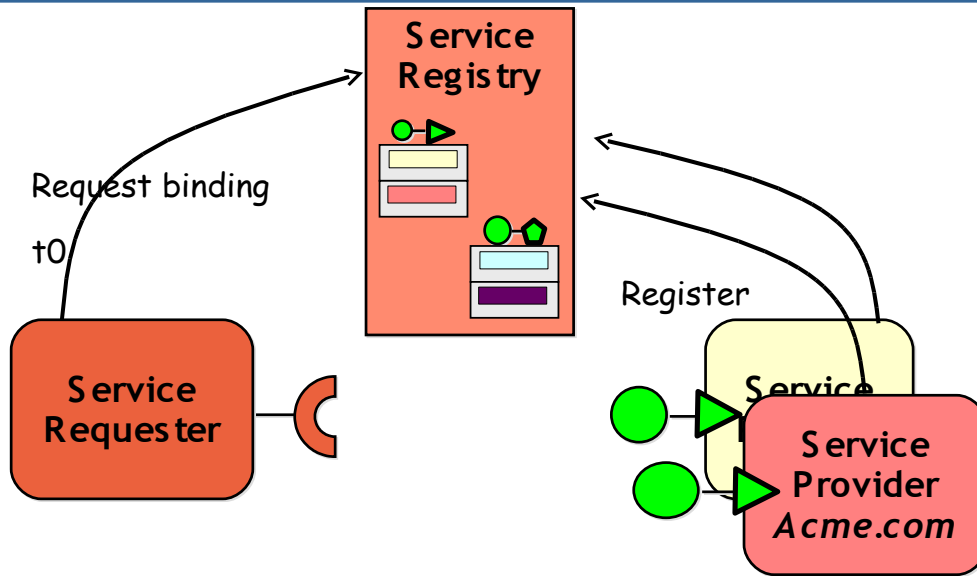 Service
Registry
Request binding
t0
Register
Service
Requester
Service
Service
Provider
Acme.com